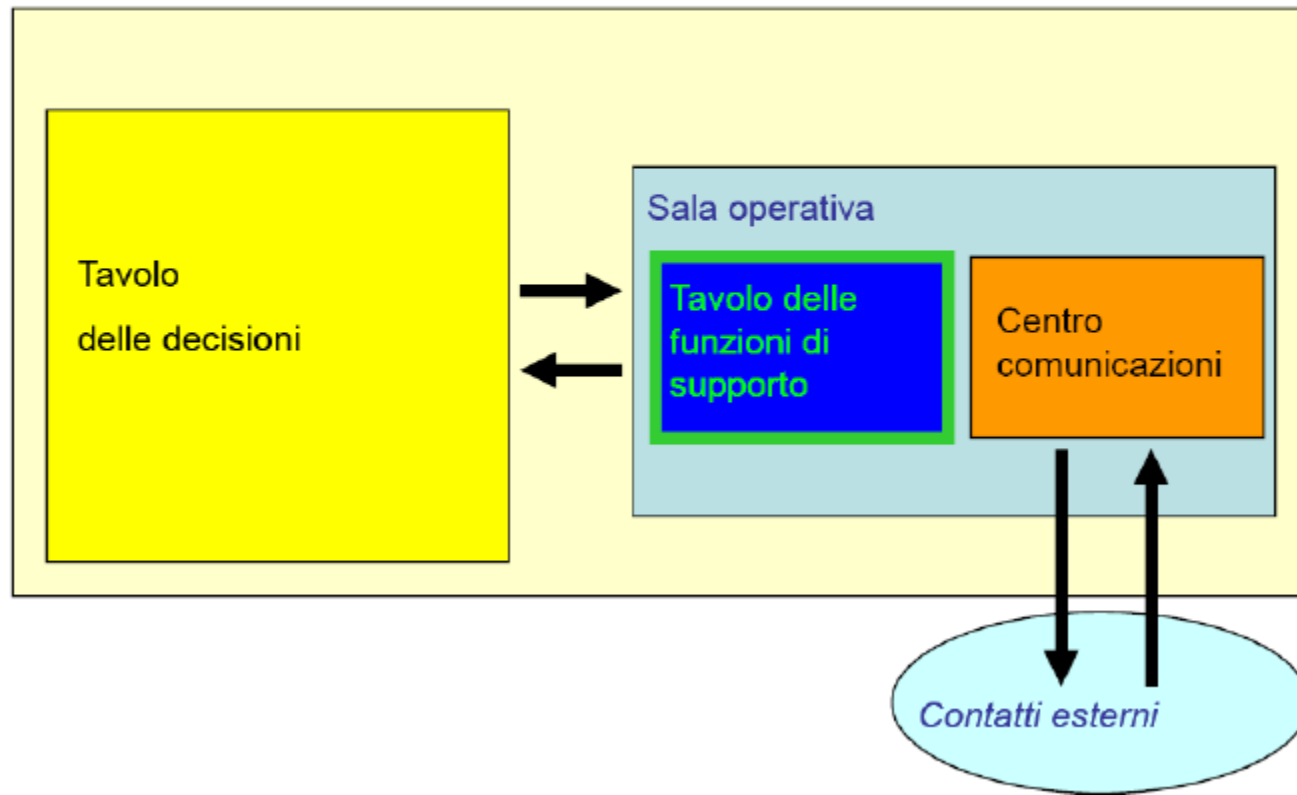 Tavolo
delle decisioni
Sala operativa
Tavolo delle
funzioni di
supporto
Centro
comunicazioni
Contatti esterni